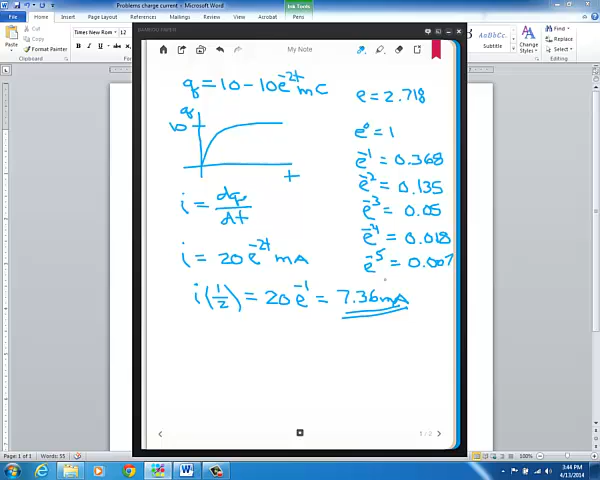 Problems charge current - Microsoft Word
Ink Tools
File Home Insert Page Layout References Mailings Review View Acrobat Pens
Cut
Copy
Format Painter
Paste
Times New Rom
B I U
AaBbCc.
Subtitle
Change Styles
Find
Replace
Select
Editing
BAMBOO PAPER
My Note
q = 10 - 10e^{-2t} mC
q
10
t
i = dq/dt
i = 20e^{-2t} mA
i(1/2) = 20e^{-1} = 7.36mA
e = 2.718
e^0 = 1
e^{-1} = 0.368
e^{-2} = 0.135
e^{-3} = 0.05
e^{-4} = 0.018
e^{-5} = 0.007
1 / 2
Page: 1 of 1 Words: 55
120%
3:44 PM
4/13/2014